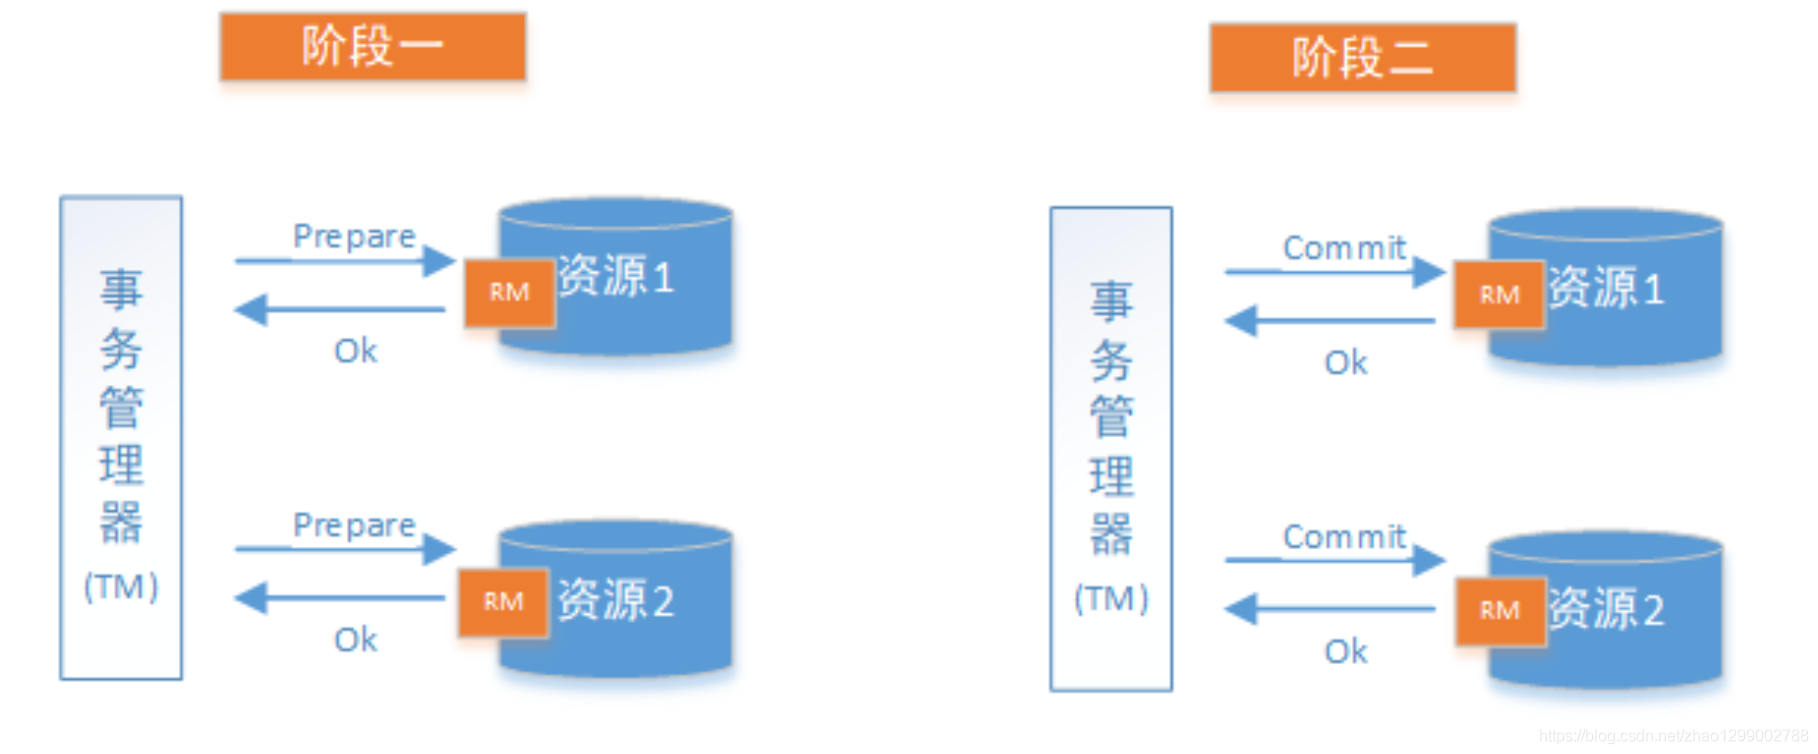 阶段一
事务管理器
(TM)
Prepare
Ok
RM
资源1
Prepare
Ok
RM
资源2
阶段二
事务管理器
(TM)
Commit
Ok
RM
资源1
Commit
Ok
RM
资源2
https://blog.csdn.net/zhao1299002788